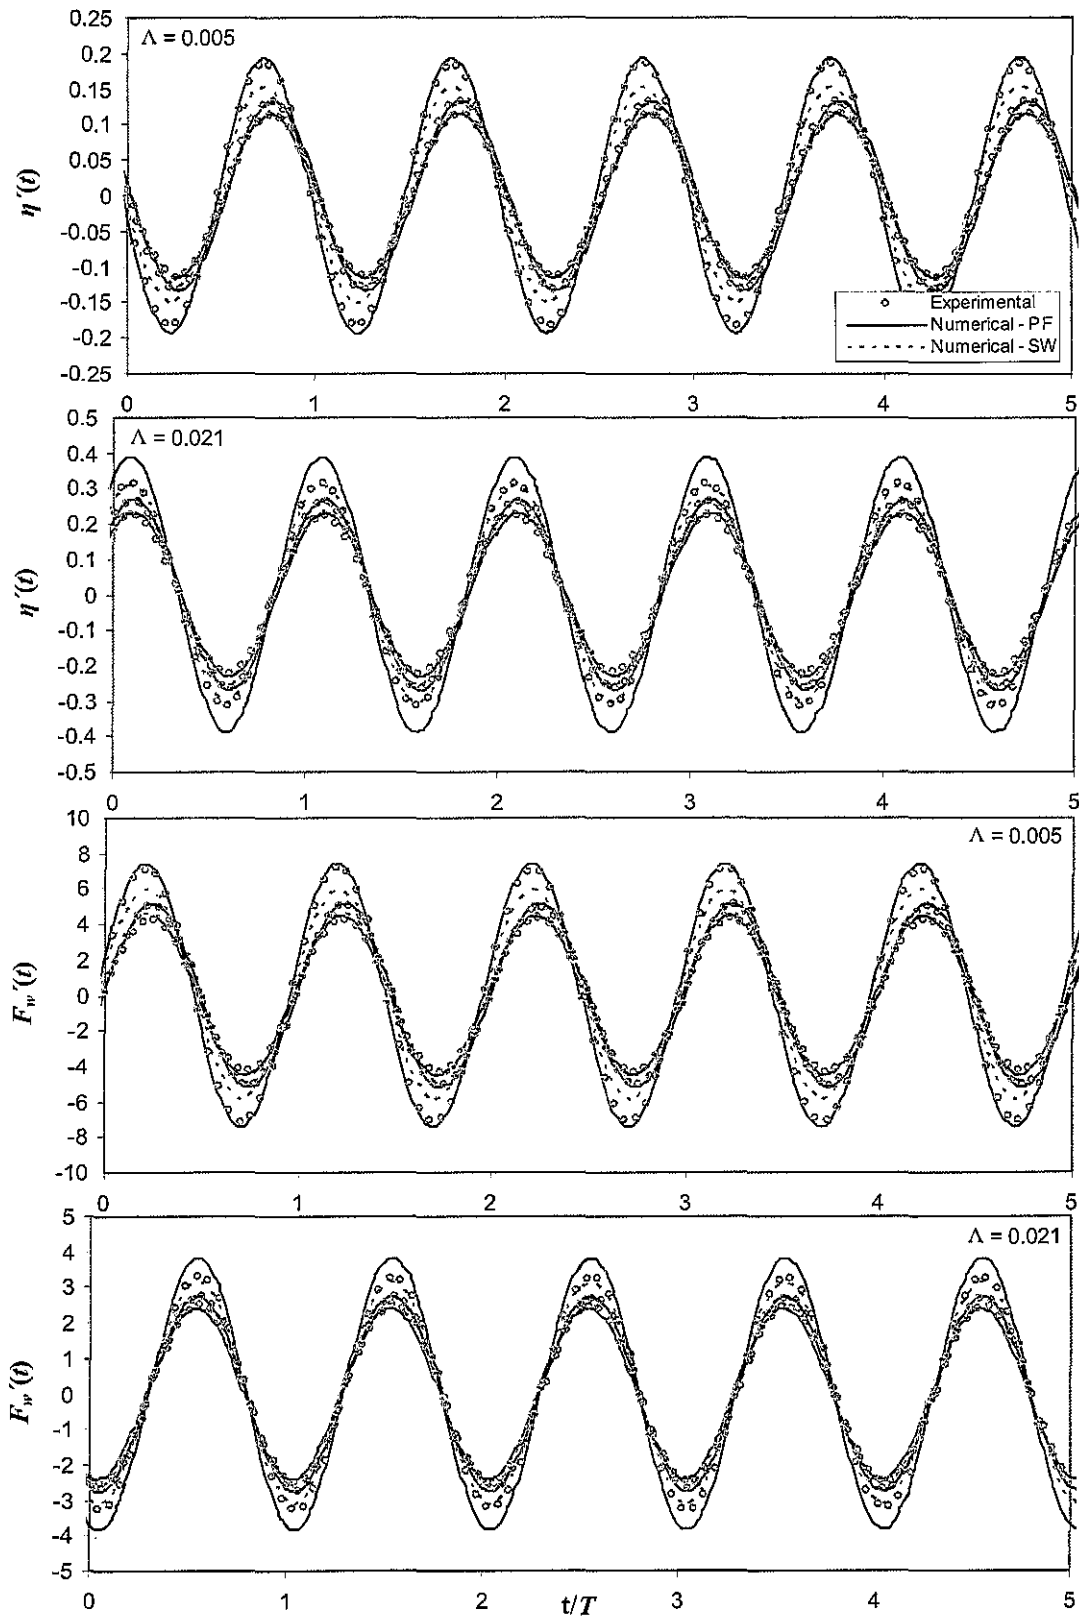 Λ = 0.005
0.25
0.2
0.15
0.1
0.05
0
-0.05
-0.1
-0.15
-0.2
-0.25
η´(t)
Experimental
Numerical - PF
Numerical - SW
0 1 2 3 4 5
Λ = 0.021
0.5
0.4
0.3
0.2
0.1
0
-0.1
-0.2
-0.3
-0.4
-0.5
η´(t)
0 1 2 3 4 5
Λ = 0.005
10
8
6
4
2
0
-2
-4
-6
-8
-10
F_w´(t)
0 1 2 3 4 5
Λ = 0.021
5
4
3
2
1
0
-1
-2
-3
-4
-5
F_w´(t)
0 1 2 3 4 5
t/T